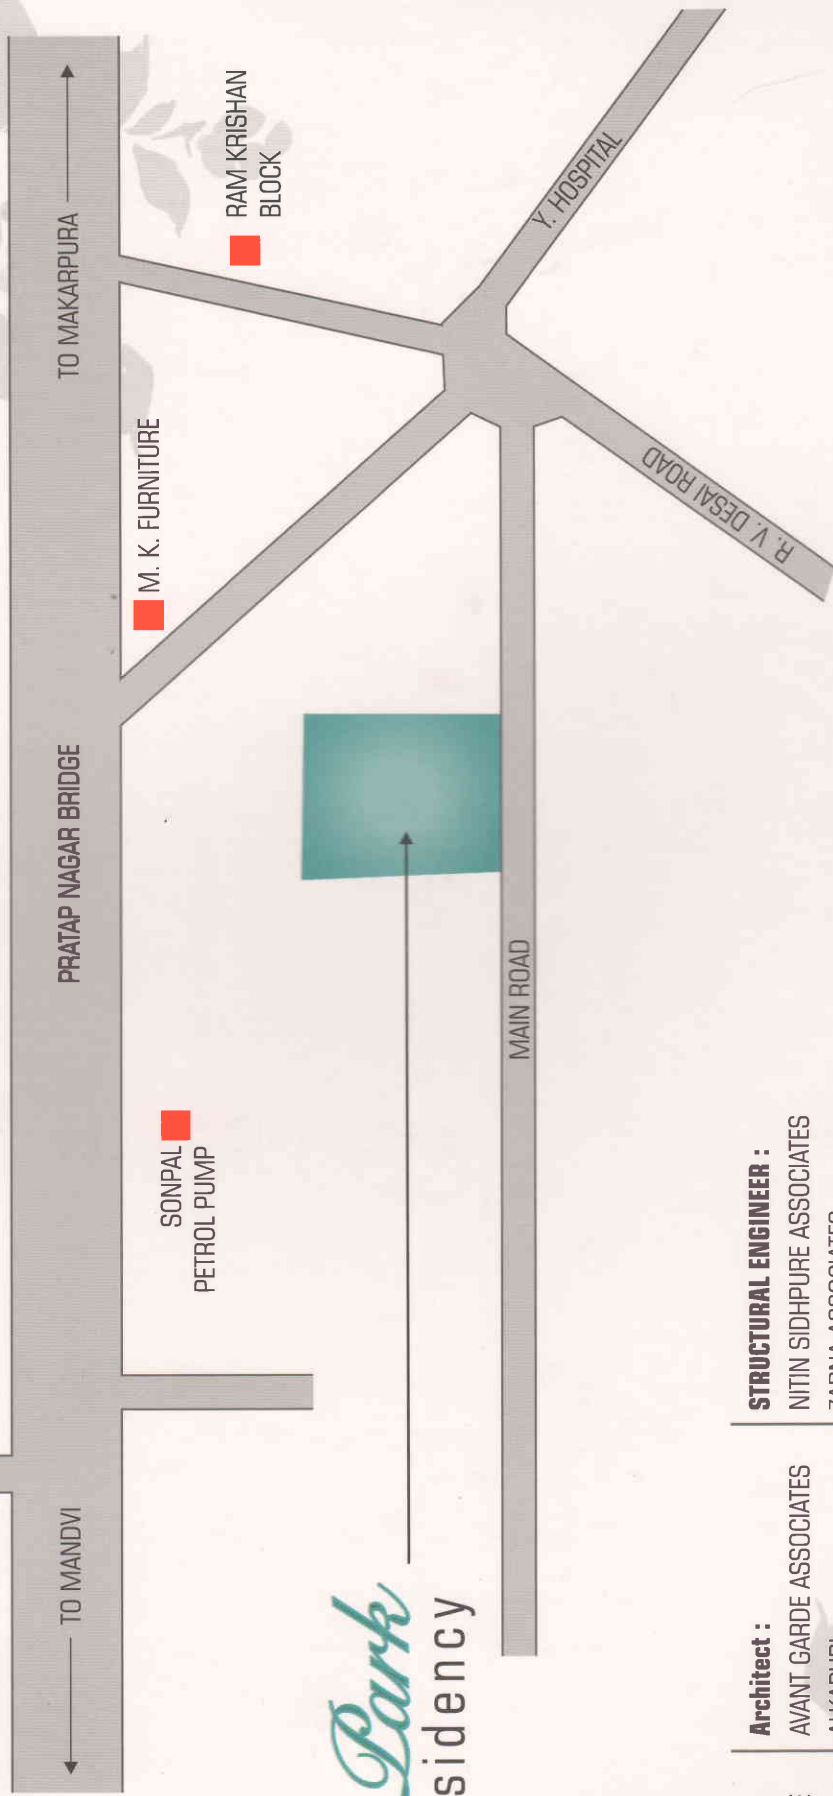 TO MANDVI
PRATAP NAGAR BRIDGE
TO MAKARPURA
SONPAL
PETROL PUMP
M. K. FURNITURE
RAM KRISHAN
BLOCK
Y. HOSPITAL
R. V. DESAI ROAD
MAIN ROAD
Park
sidency
Architect :
AVANT GARDE ASSOCIATES
STRUCTURAL ENGINEER :
NITIN SIDHPURE ASSOCIATES